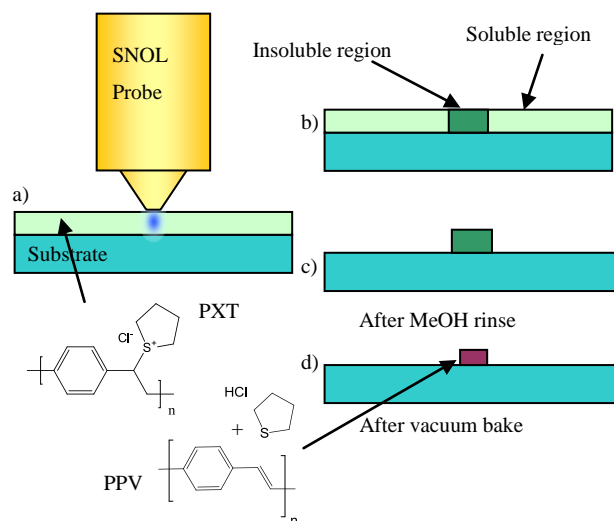 SNOL
Probe
a)
Substrate
Insoluble region
Soluble region
b)
c)
After MeOH rinse
d)
After vacuum bake
PXT
Cl-
S+
n
HCl
+
S
PPV
n